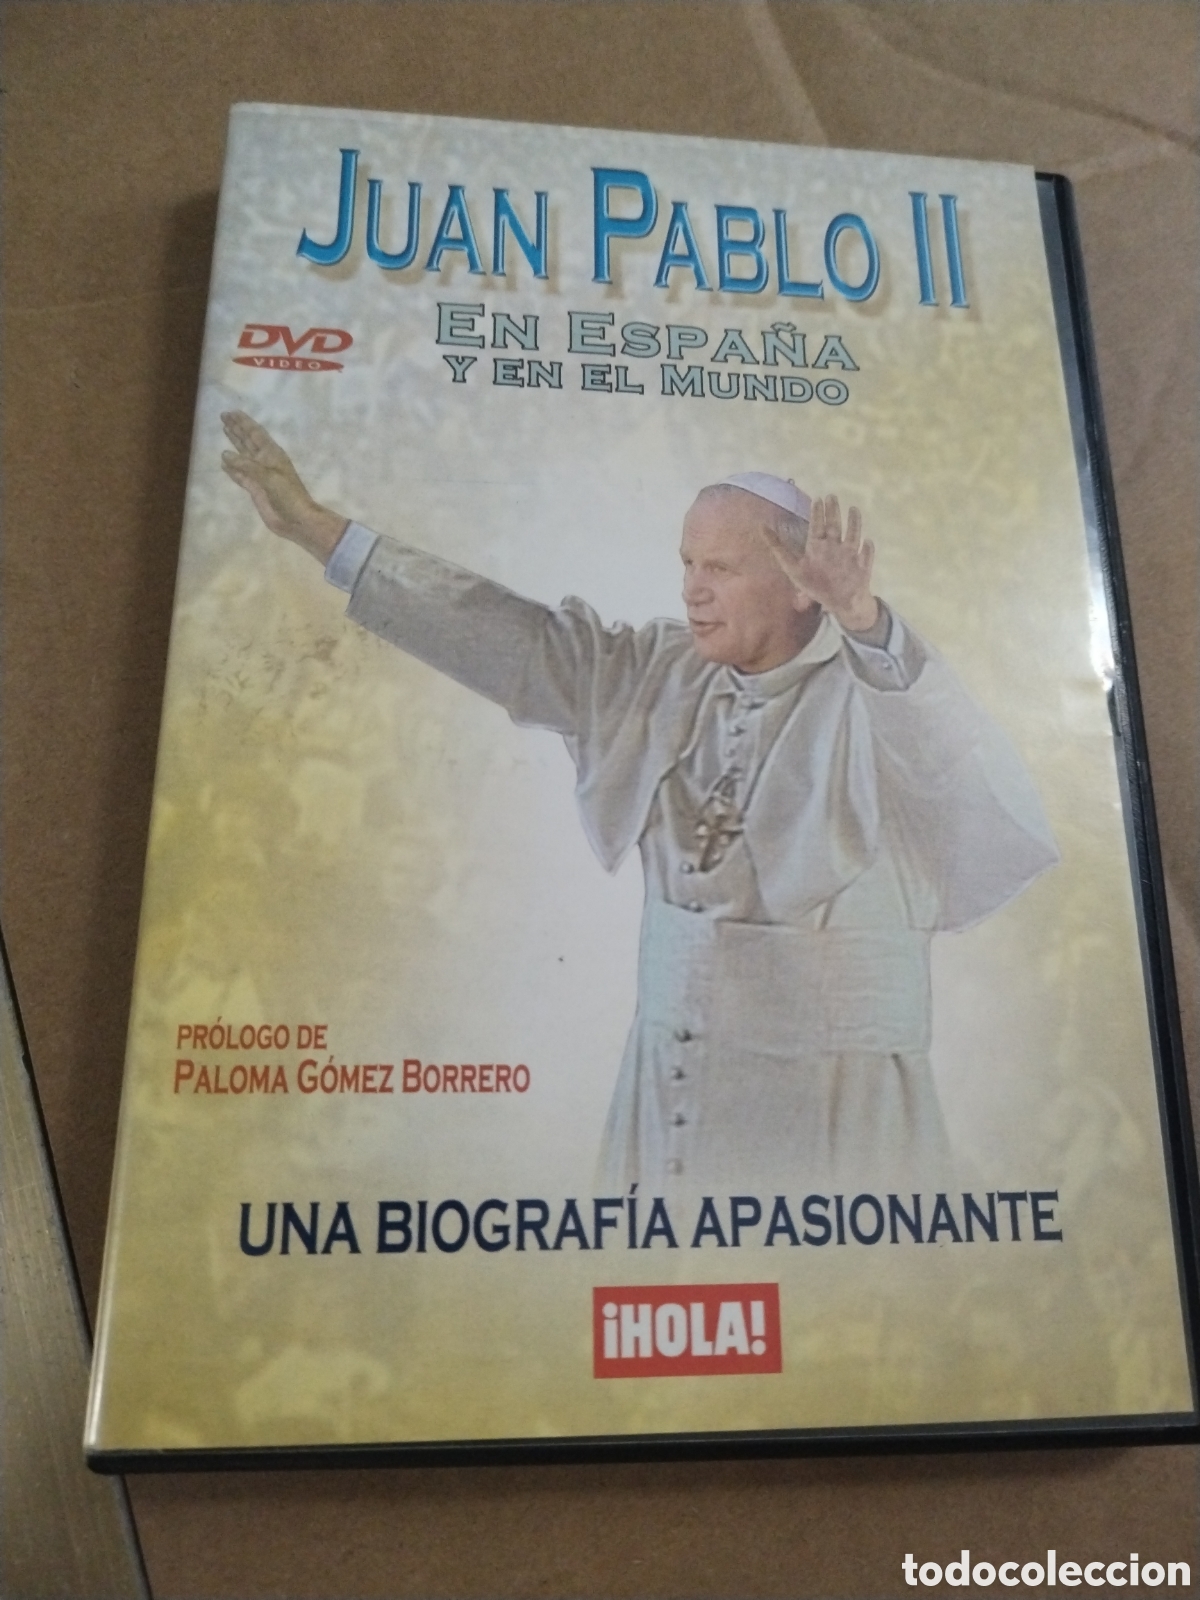 JUAN PABLO II
EN ESPAÑA
Y EN EL MUNDO
DVD
VIDEO
PRÓLOGO DE
PALOMA GÓMEZ BORRERO
UNA BIOGRAFÍA APASIONANTE
¡HOLA!
todocoleccion